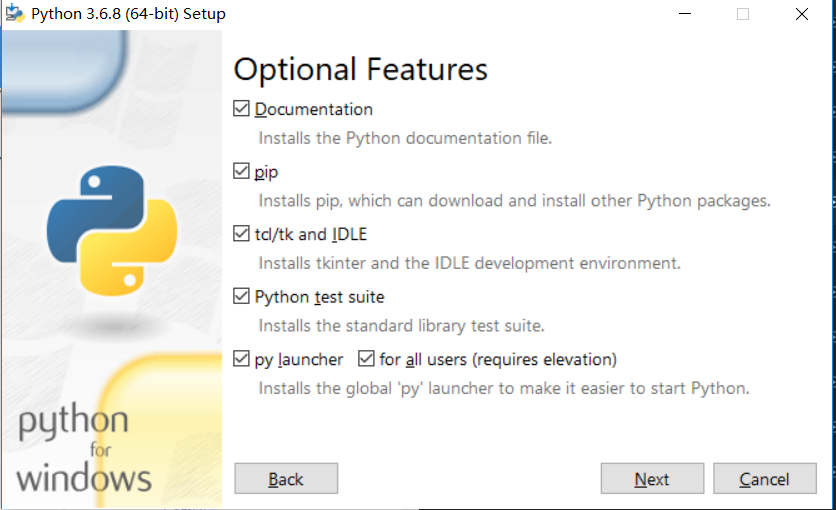 Python 3.6.8 (64-bit) Setup
Optional Features
Documentation
Installs the Python documentation file.
pip
Installs pip, which can download and install other Python packages.
tcl/tk and IDLE
Installs tkinter and the IDLE development environment.
Python test suite
Installs the standard library test suite.
py launcher for all users (requires elevation)
Installs the global 'py' launcher to make it easier to start Python.
python
for
windows
Back Next Cancel